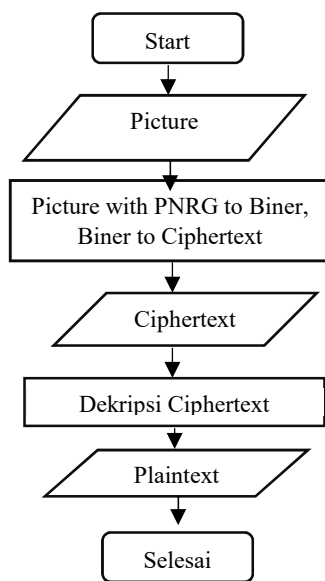 Start
Picture
Picture with PNRG to Biner,
Biner to Ciphertext
Ciphertext
Dekripsi Ciphertext
Plaintext
Selesai